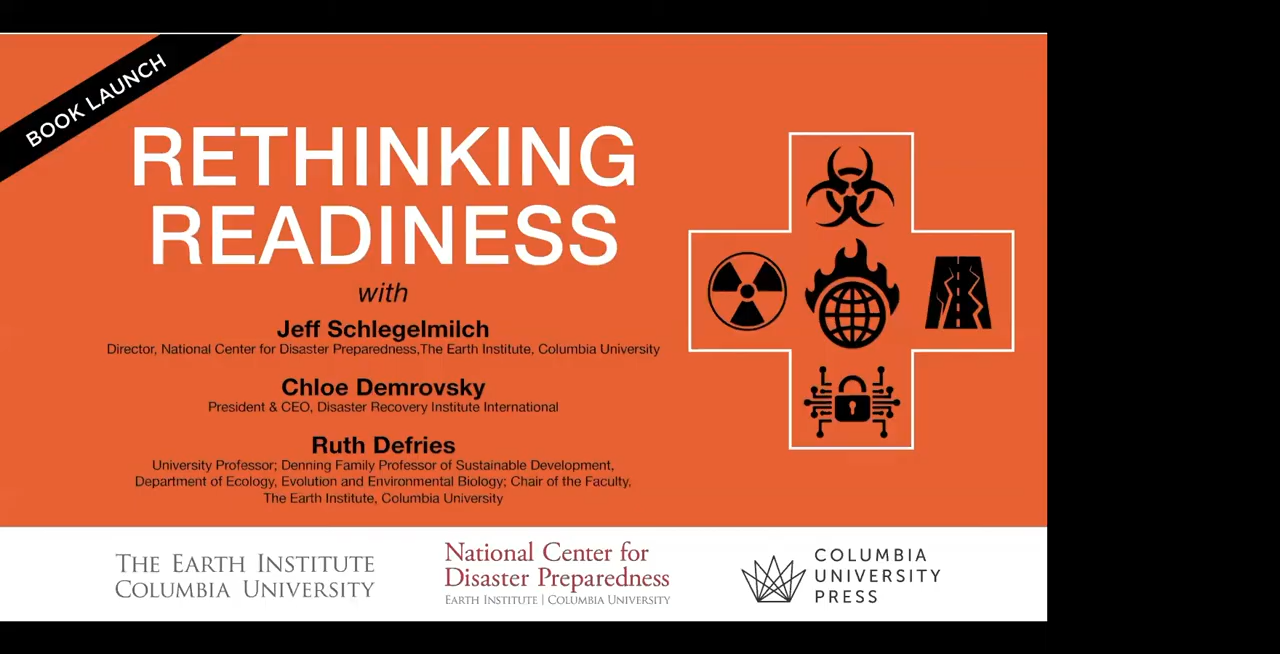 BOOK LAUNCH
RETHINKING
READINESS
with
Jeff Schlegelmilch
Director, National Center for Disaster Preparedness,The Earth Institute, Columbia University
Chloe Demrovsky
President & CEO, Disaster Recovery Institute International
Ruth Defries
University Professor; Denning Family Professor of Sustainable Development,
Department of Ecology, Evolution and Environmental Biology; Chair of the Faculty,
The Earth Institute, Columbia University
THE EARTH INSTITUTE
COLUMBIA UNIVERSITY
National Center for
Disaster Preparedness
EARTH INSTITUTE | COLUMBIA UNIVERSITY
COLUMBIA
UNIVERSITY
PRESS